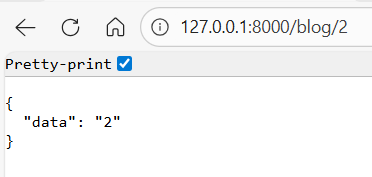 127.0.0.1:8000/blog/2
Pretty-print
{
"data": "2"
}